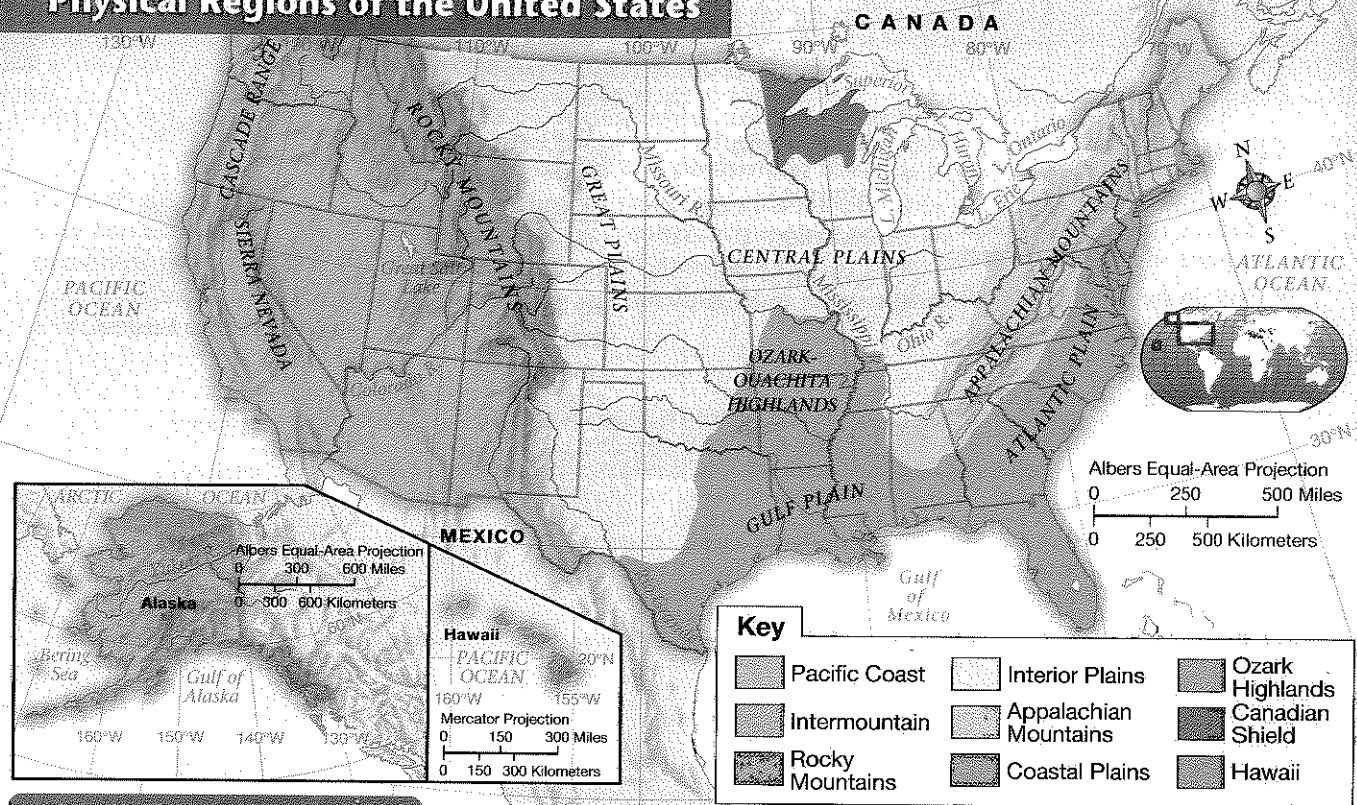 Physical Regions of the United States
CANADA
130°W
110°W
100°W
90°W
80°W
70°W
CASCADE RANGE
ROCKY MOUNTAINS
L. Superior
L. Michigan
Huron
L. Ontario
L. Erie
Missouri R.
GREAT PLAINS
N
W
E
S
40°N
SIERRA NEVADA
Great Salt
Lake
CENTRAL PLAINS
APPALACHIAN MOUNTAINS
PACIFIC
OCEAN
ATLANTIC
OCEAN
Mississippi
Ohio R.
OZARK-
OUACHITA
HIGHLANDS
ATLANTIC PLAIN
30°N
GULF PLAIN
Albers Equal-Area Projection
0 250 500 Miles
0 250 500 Kilometers
MEXICO
Gulf
of
Mexico
ARCTIC OCEAN
Albers Equal-Area Projection
0 300 600 Miles
0 300 600 Kilometers
Alaska
60°N
Bering
Sea
Gulf of
Alaska
160°W
150°W
140°W
130°W
Hawaii
PACIFIC
OCEAN
20°N
160°W
155°W
Mercator Projection
0 150 300 Miles
0 150 300 Kilometers
Key
Pacific Coast
Intermountain
Rocky
Mountains
Interior Plains
Appalachian
Mountains
Coastal Plains
Ozark
Highlands
Canadian
Shield
Hawaii